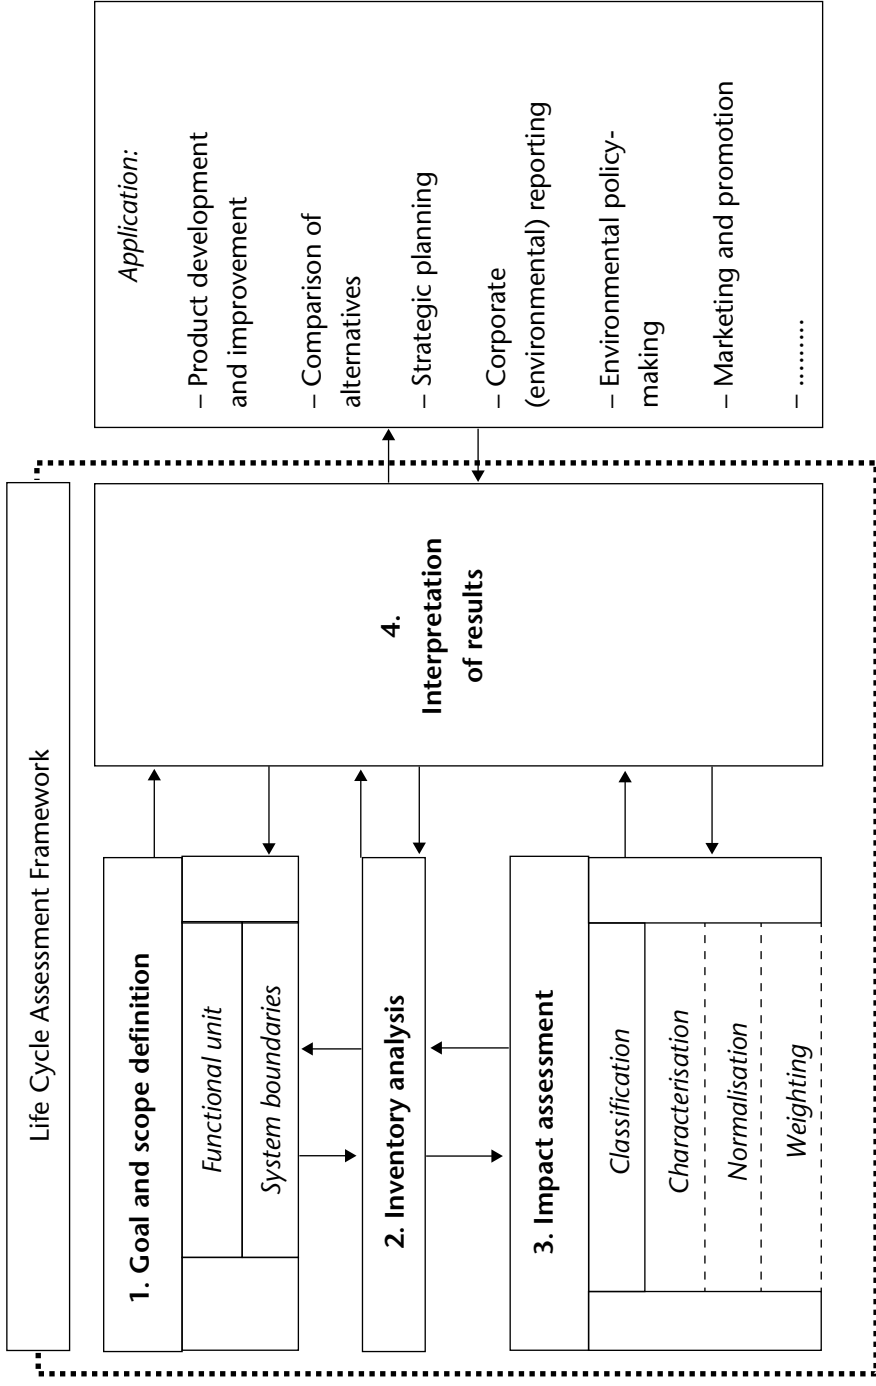 Life Cycle Assessment Framework
1. Goal and scope definition
Functional unit
System boundaries
2. Inventory analysis
3. Impact assessment
Classification
Characterisation
Normalisation
Weighting
4.
Interpretation
of results
Application:
– Product development
and improvement
– Comparison of
alternatives
– Strategic planning
– Corporate
(environmental) reporting
– Environmental policy-
making
– Marketing and promotion
– .........